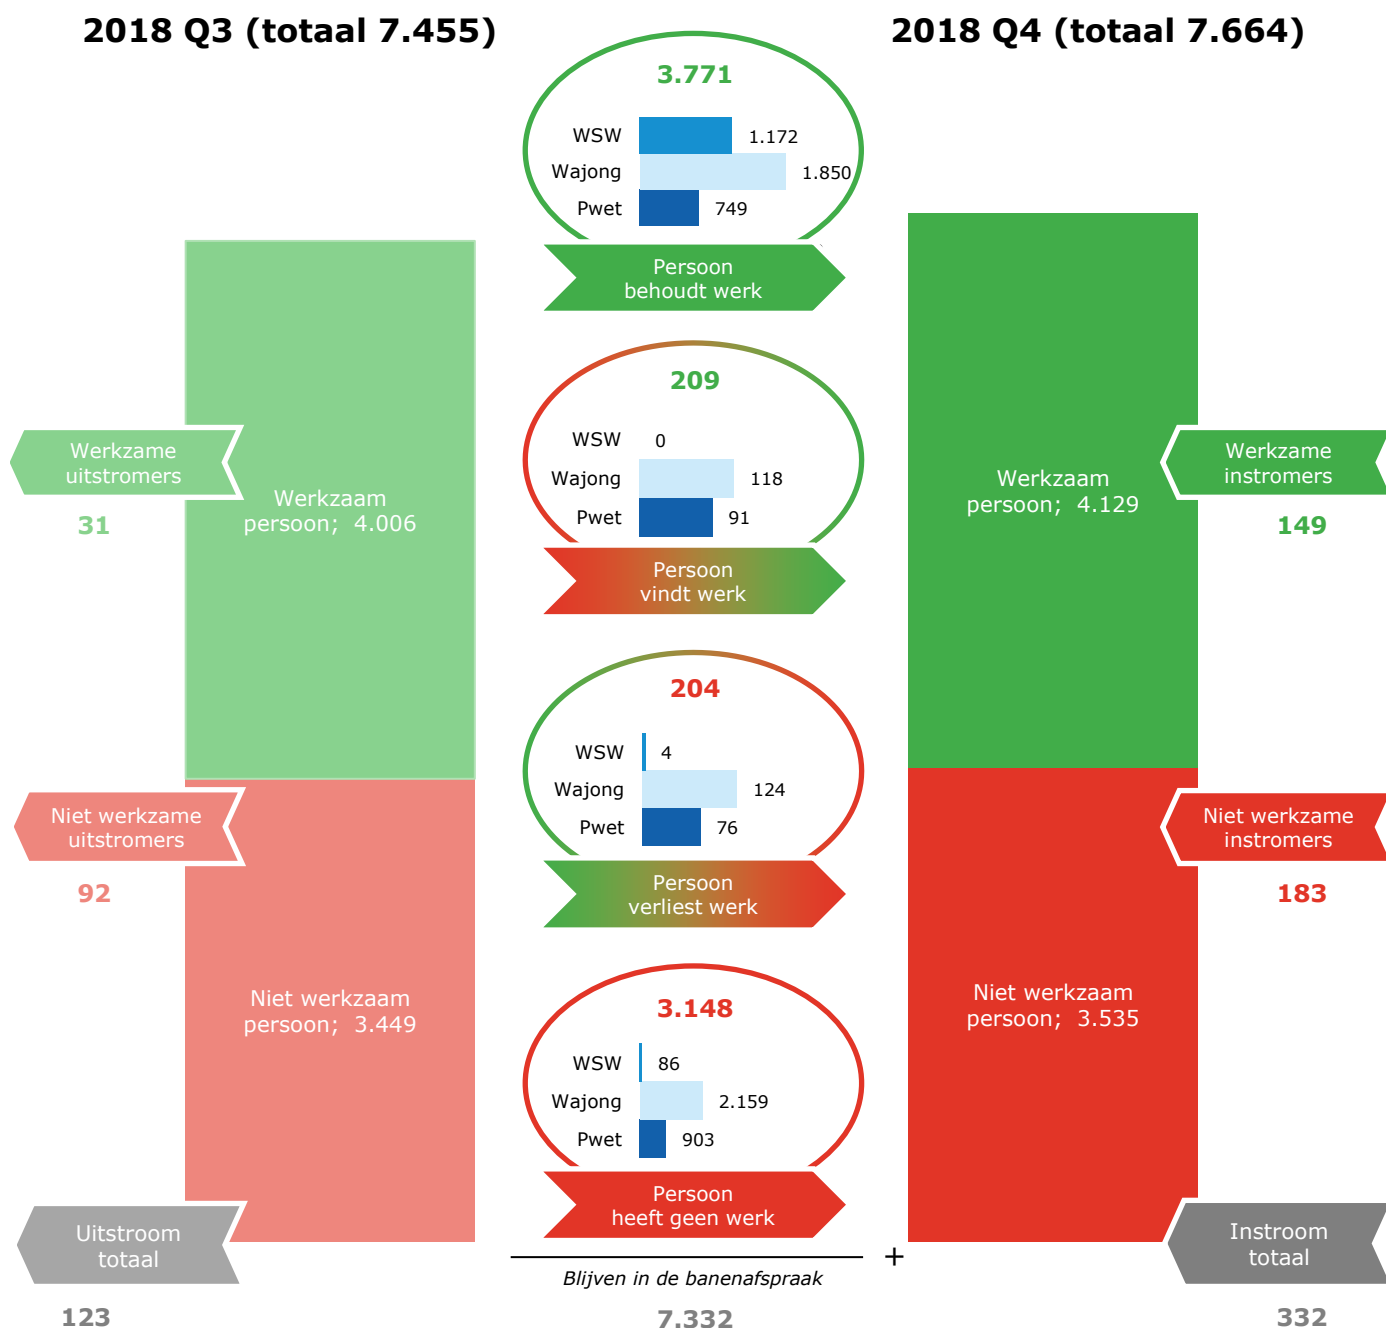 2018 Q3 (totaal 7.455)
2018 Q4 (totaal 7.664)
3.771
WSW 1.172
Wajong 1.850
Pwet 749
Persoon
behoudt werk
209
WSW 0
Wajong 118
Pwet 91
Persoon
vindt werk
204
WSW 4
Wajong 124
Pwet 76
Persoon
verliest werk
3.148
WSW 86
Wajong 2.159
Pwet 903
Persoon
heeft geen werk
Blijven in de banenafspraak
7.332
+
Werkzame
uitstromers
31
Werkzaam
persoon; 4.006
Niet werkzame
uitstromers
92
Niet werkzaam
persoon; 3.449
Uitstroom
totaal
123
Werkzaam
persoon; 4.129
Werkzame
instromers
149
Niet werkzame
instromers
183
Niet werkzaam
persoon; 3.535
Instroom
totaal
332